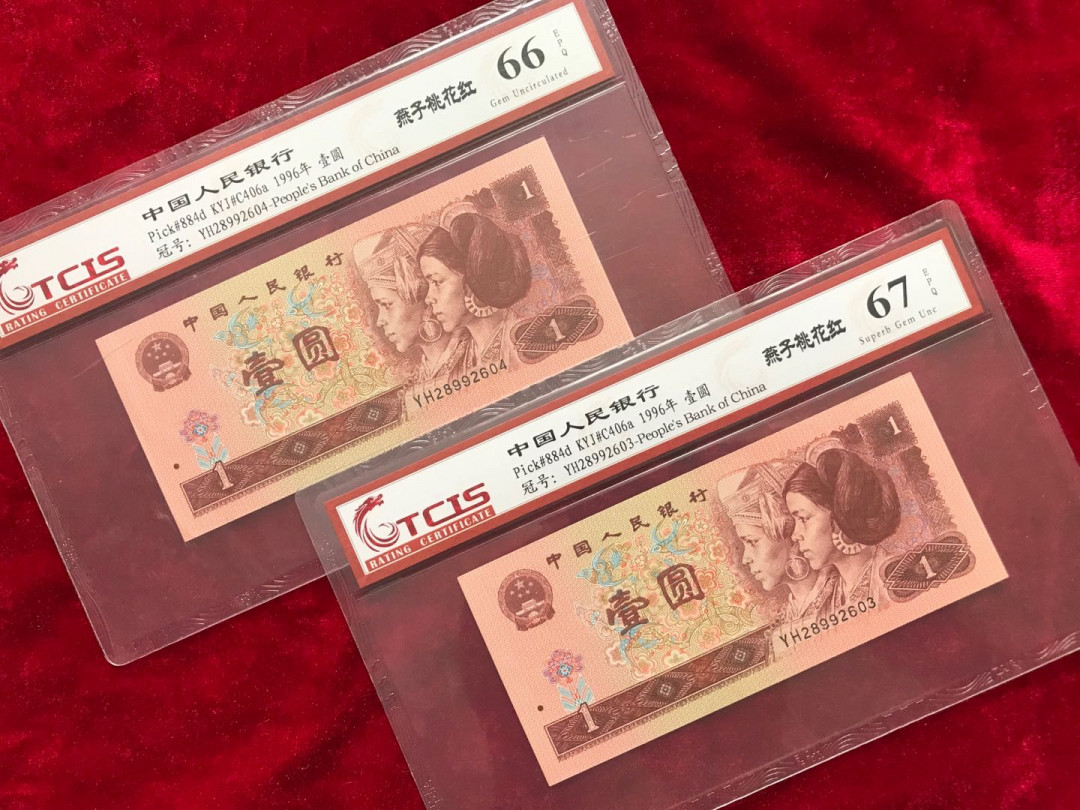 66
EPQ
Gem Uncirculated
燕子桃花红
中国人民银行
Pick#884d KYJ#C406a 1996年 壹圆
冠号: YH28992604-People's Bank of China
TCIS
RATING CERTIFICATE
中国人民银行
壹圆
1
1
YH28992604
1
67
EPQ
Superb Gem Unc
燕子桃花红
中国人民银行
Pick#884d KYJ#C406a 1996年 壹圆
冠号: YH28992603-People's Bank of China
TCIS
RATING CERTIFICATE
中国人民银行
壹圆
1
1
YH28992603
1